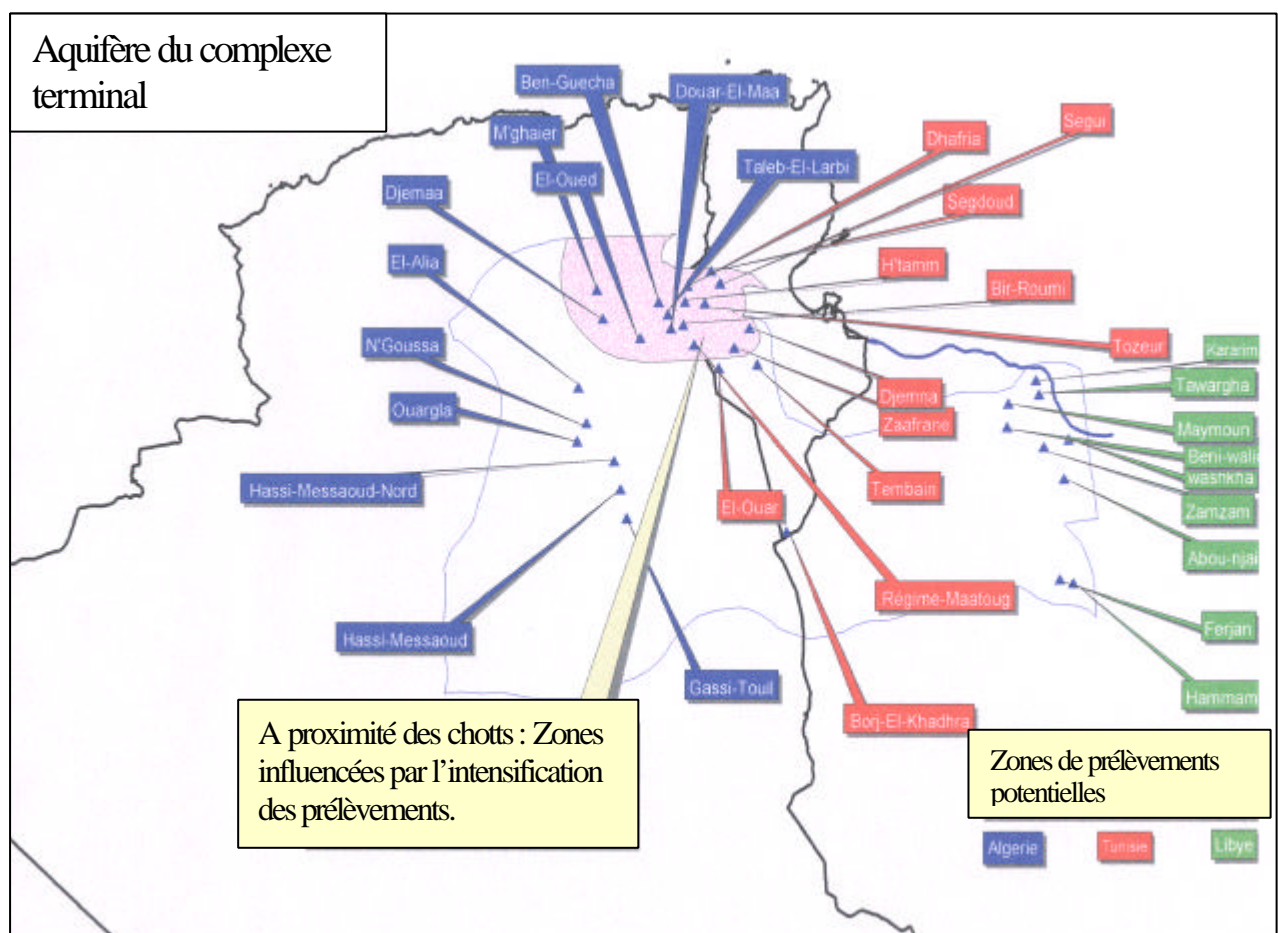 Aquifère du complexe
terminal
Ben-Guecha
Douar-El-Maa
M'ghaier
El-Oued
Taleb-El-Larbi
Djemaa
El-Alia
N'Goussa
Ouargla
Hassi-Messaoud-Nord
Hassi-Messaoud
Gassi-Touil
Dhafria
Segui
Segdoud
H'tamm
Bir-Roumi
Tozeur
Djemna
Zaafrane
Tembain
El-Ouar
Régime-Maatoug
Borj-El-Khadhra
Kararim
Tawargha
Maymoun
Beni-walid
washkha
Zamzam
Abou-njai
Ferjan
Hammam
A proximité des chotts : Zones
influencées par l'intensification
des prélèvements.
Zones de prélèvements
potentielles
Algerie
Tunisie
Libye